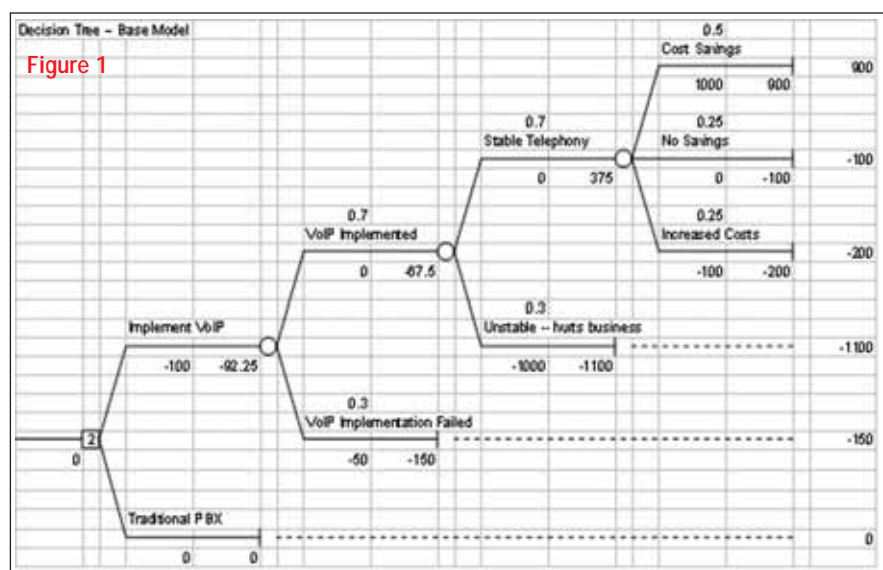 Decision Tree – Base Model
Figure 1
0.5
Cost Savings
1000 900
900
0.7
Stable Telephony
0 375
0.25
No Savings
0 -100
-100
0.25
Increased Costs
-100 -200
-200
0.7
VoIP Implemented
0 -67.5
0.3
Unstable – hurts business
-1000 -1100
-1100
Implement VoIP
-100 -92.25
0.3
VoIP Implementation Failed
-50 -150
-150
2
0
Traditional PBX
0 0
0